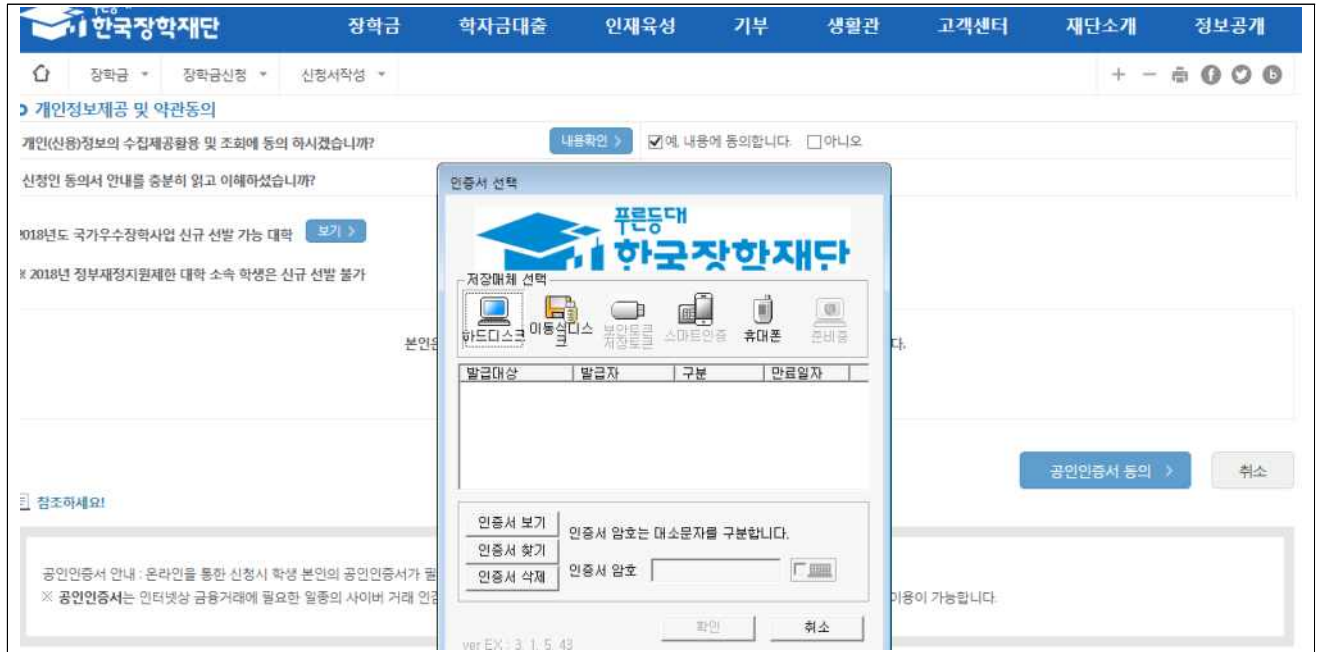 푸른등
한국장학재단
장학금 학자금대출 인재육성 기부 생활관 고객센터 재단소개 정보공개
장학금 장학금신청 신청서작성
개인정보제공 및 약관동의
개인(신용)정보의 수집제공활용 및 조회에 동의 하시겠습니까? 내용확인 > 예, 내용에 동의합니다. 아니오
신청인 동의서 안내를 충분히 읽고 이해하셨습니까?
2018년도 국가우수장학사업 신규 선발 가능 대학 보기 >
※ 2018년 정부재정지원제한 대학 소속 학생은 신규 선발 불가
본인은
다.
인증서 선택
푸른등대
한국장학재단
저장매체 선택
하드디스크 이동식디스크 보안토큰 저장토큰 스마트인증 휴대폰 준비중
발급대상 발급자 구분 만료일자
인증서 보기
인증서 찾기
인증서 삭제
인증서 암호는 대소문자를 구분합니다.
인증서 암호
확인 취소
ver EX : 3, 1, 5, 43
공인인증서 동의 > 취소
참조하세요!
공인인증서 안내 : 온라인을 통한 신청시 학생 본인의 공인인증서가 필
※ 공인인증서는 인터넷상 금융거래에 필요한 일종의 사이버 거래 인감
이용이 가능합니다.